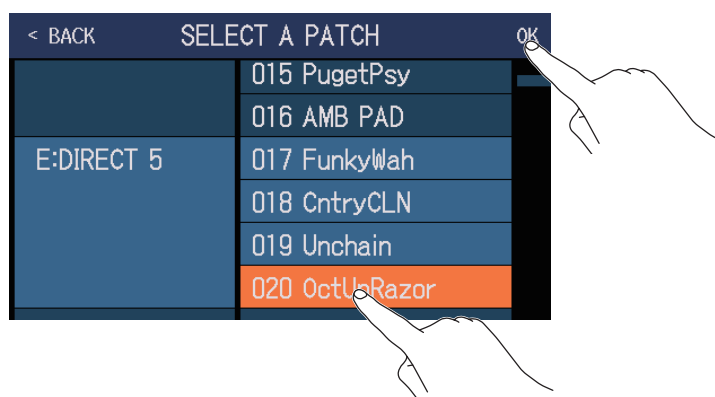 < BACK SELECT A PATCH OK
015 PugetPsy
016 AMB PAD
E:DIRECT 5 017 FunkyWah
018 CntryCLN
019 Unchain
020 OctUpRazor